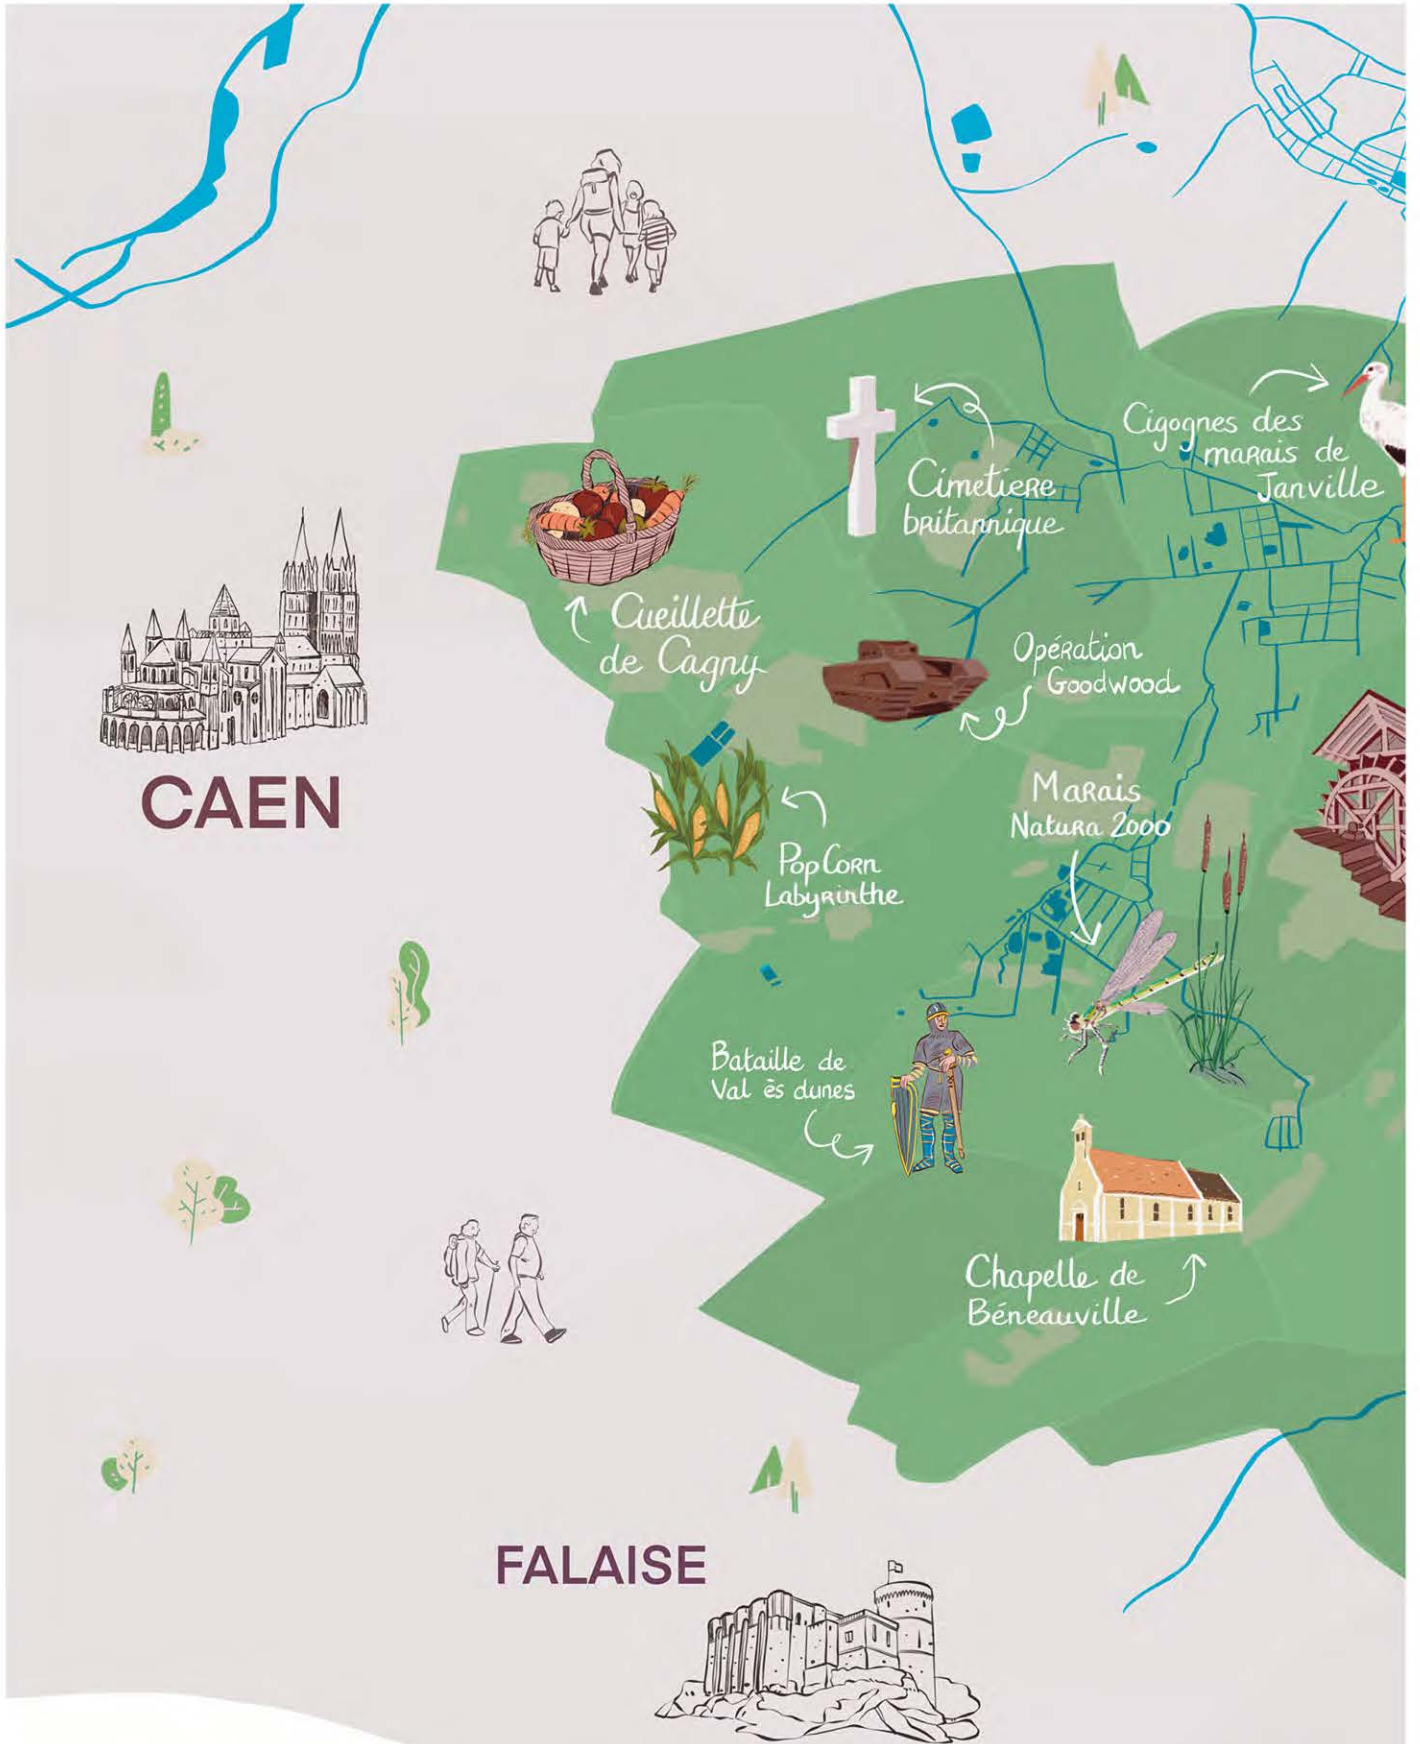 Cigognes des
marais de
Janville
Cimetiere
britannique
Cueillette
de Cagny
Opération
Goodwood
CAEN
Marais
Natura 2000
PopCorn
Labyrinthe
Bataille de
Val ès dunes
Chapelle de
Béneauville
FALAISE